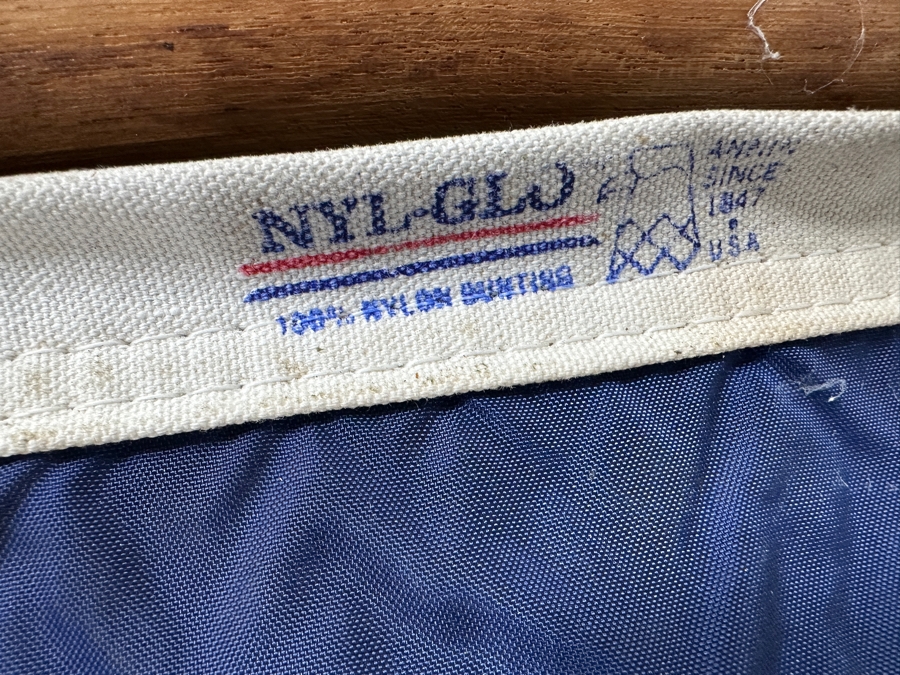 NYL-GLO
100% NYLON BUNTING
ANNIN
SINCE
1847
USA